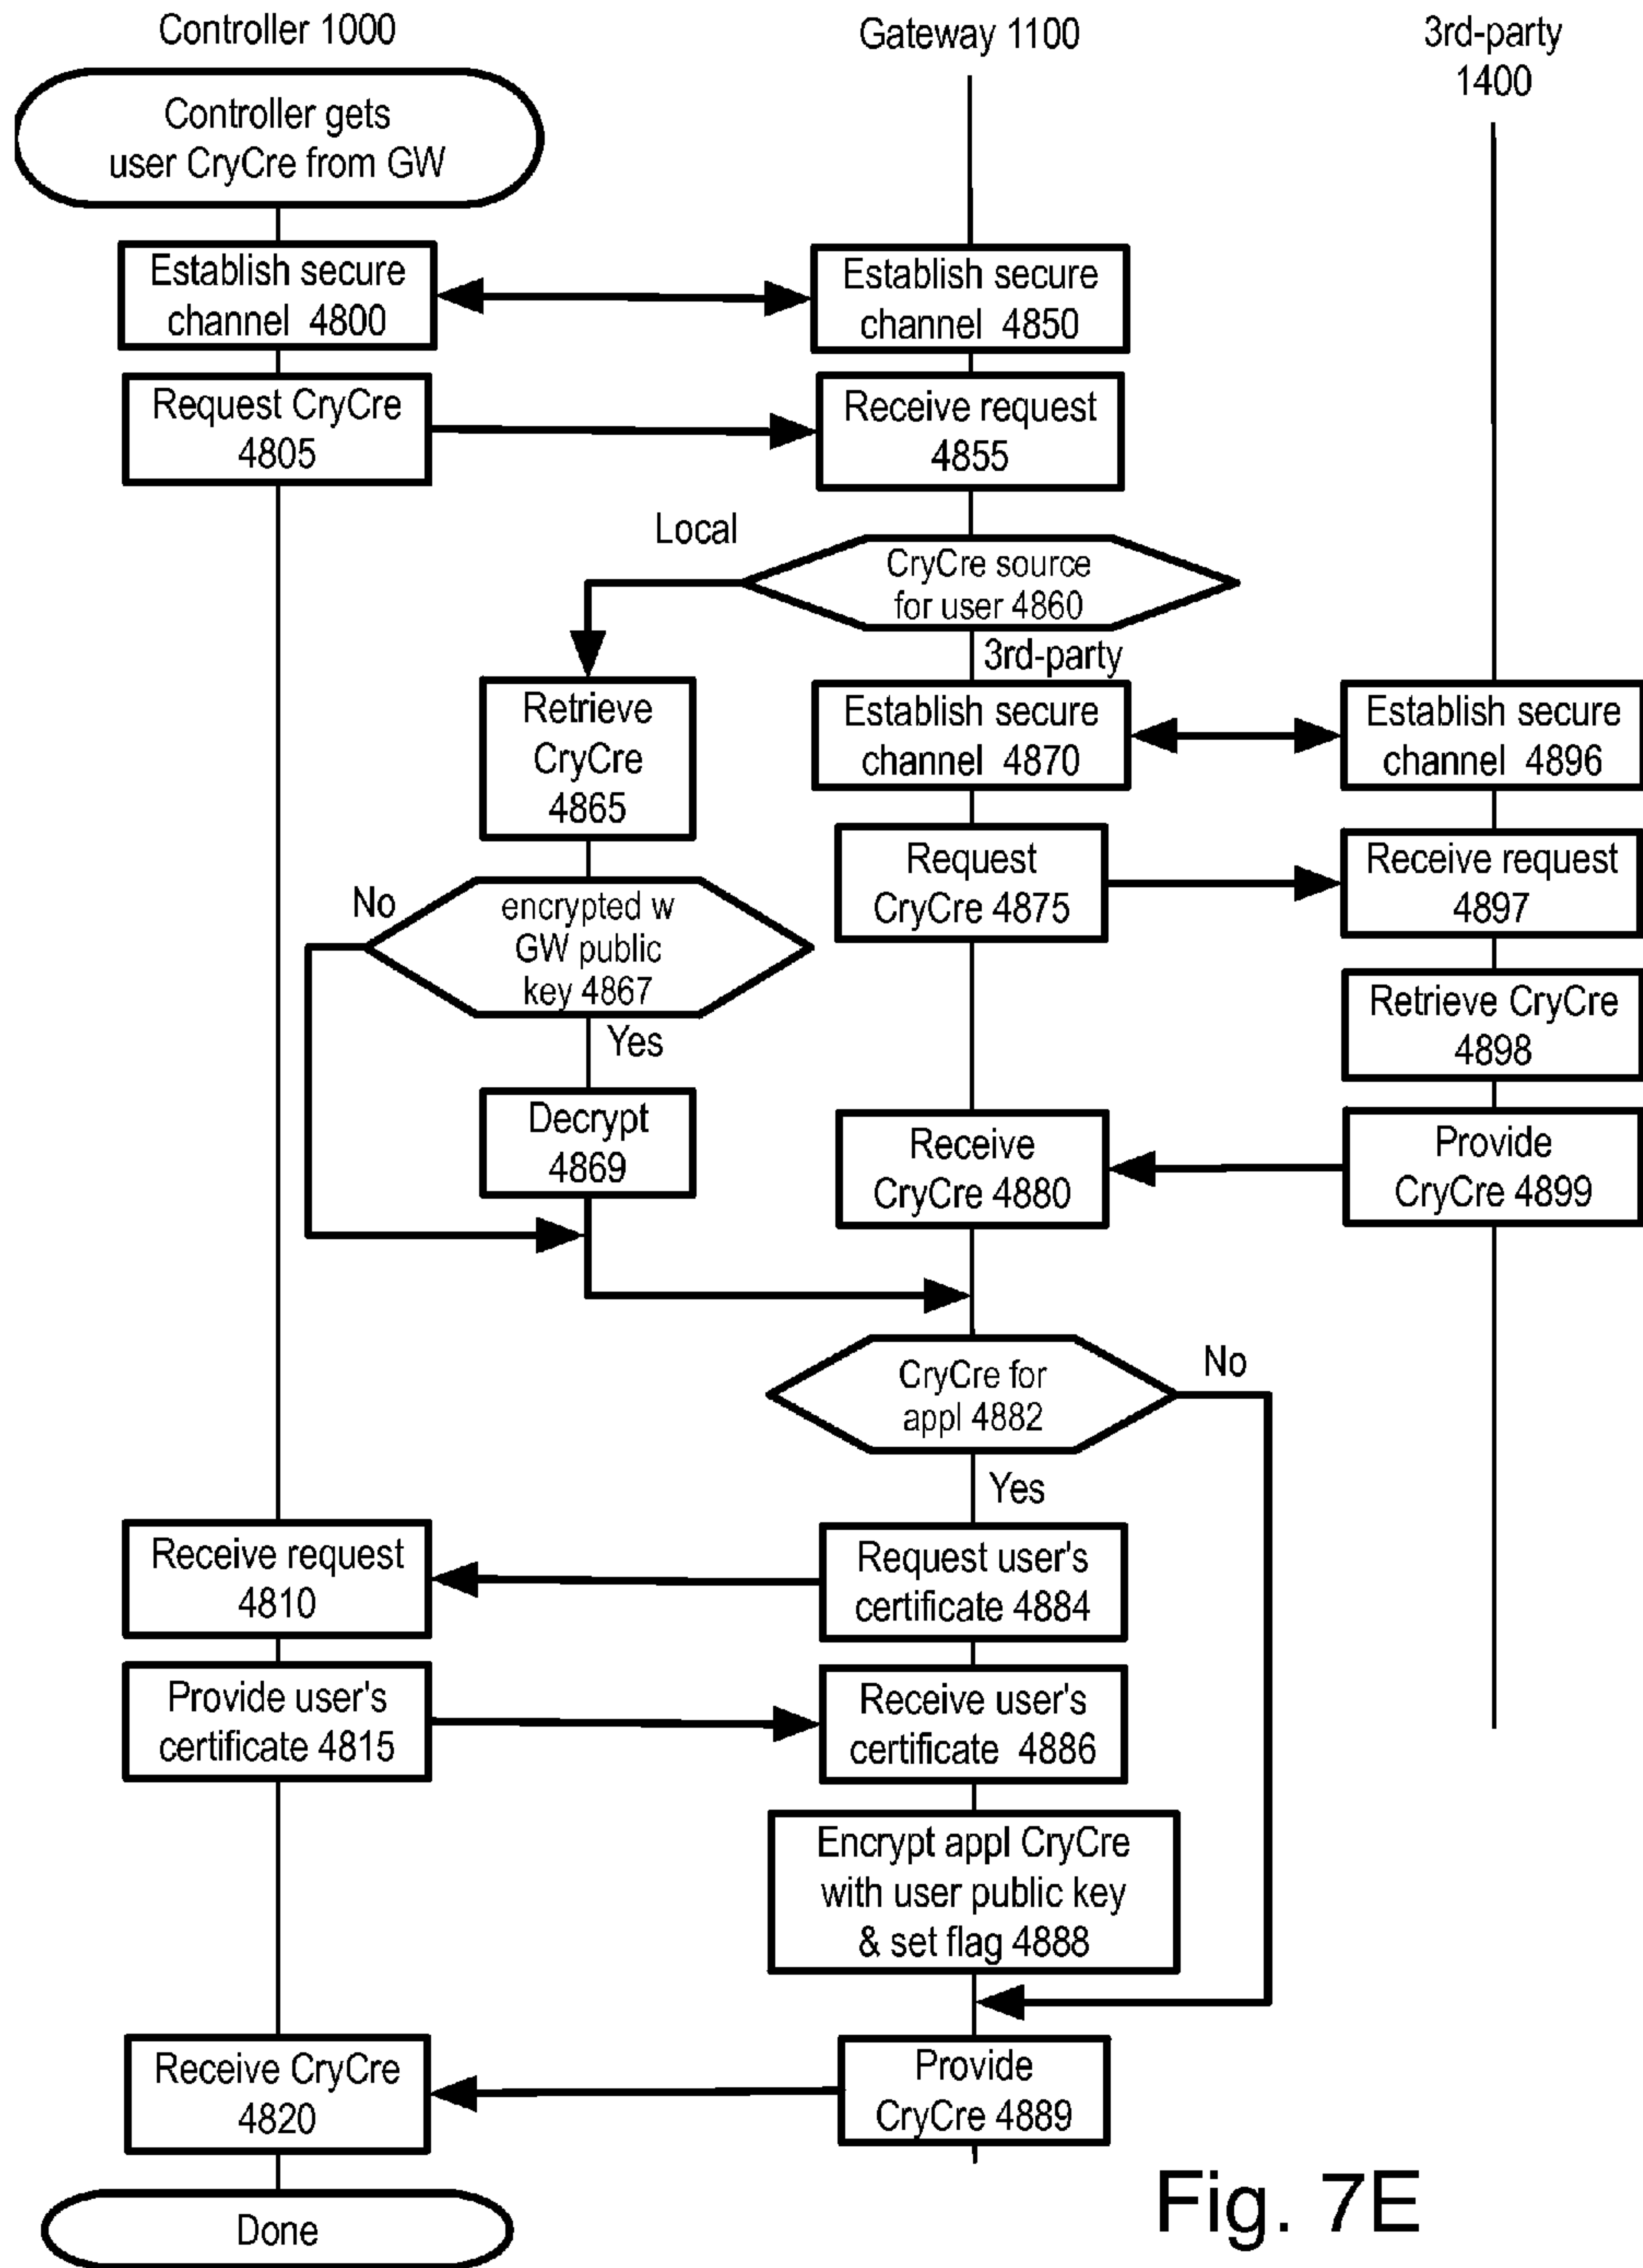 Controller 1000
Gateway 1100
3rd-party
1400
Controller gets
user CryCre from GW
Establish secure
channel 4800
Establish secure
channel 4850
Request CryCre
4805
Receive request
4855
Local
CryCre source
for user 4860
3rd-party
Retrieve
CryCre
4865
Establish secure
channel 4870
Establish secure
channel 4896
Request
CryCre 4875
Receive request
4897
No
encrypted w
GW public
key 4867
Yes
Retrieve CryCre
4898
Decrypt
4869
Receive
CryCre 4880
Provide
CryCre 4899
CryCre for
appl 4882
No
Yes
Receive request
4810
Request user's
certificate 4884
Provide user's
certificate 4815
Receive user's
certificate 4886
Encrypt appl CryCre
with user public key
& set flag 4888
Receive CryCre
4820
Provide
CryCre 4889
Done
Fig. 7E